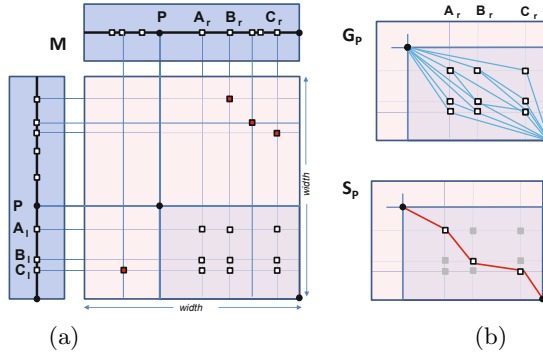 M
P
A r
B r
C r
P
A l
B l
C l
width
width
(a)
A r B r C r
G P
S P
(b)